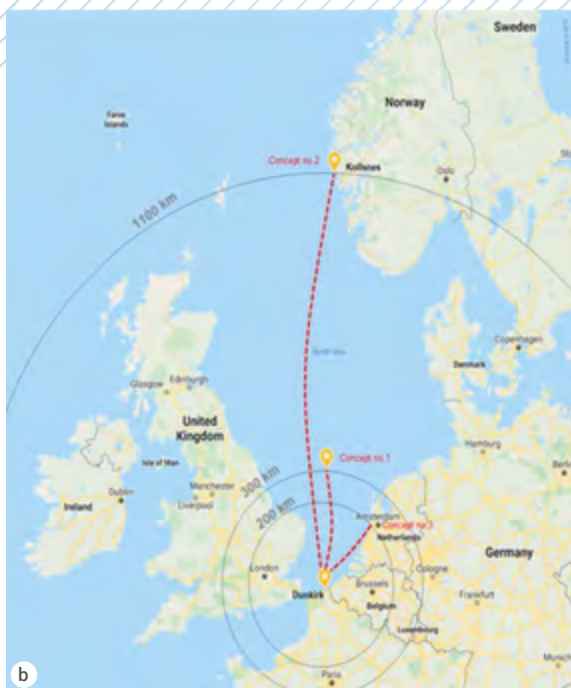 Sweden
Norway
Faroe
Islands
Concept no.2
Kollsnes
Oslo
1100 km
North Sea
Copenhagen
Denmark
Glasgow
Edinburgh
United
Kingdom
Isle of Man
Hamburg
Concept no.1
300 km
Manchester
Berlin
Dublin
Liverpool
Ireland
200 km
Amsterdam
Concept no.3
Netherlands
Germany
London
Cologne
Dunkirk
Brussels
Belgium
Frankfurt
Luxembourg
Paris
Munich
b